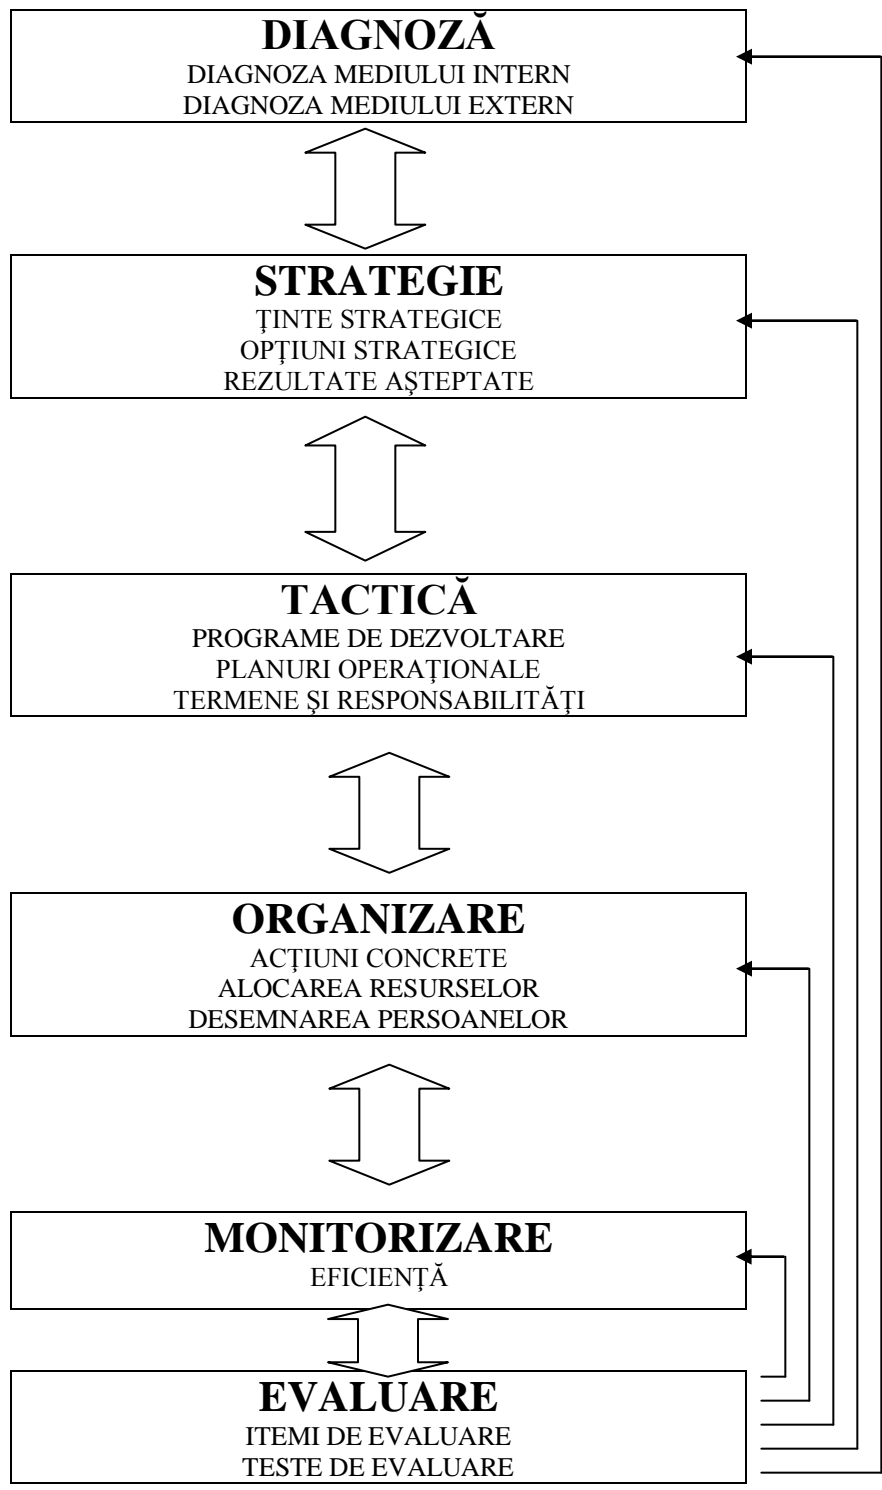 DIAGNOZĂ
DIAGNOZA MEDIULUI INTERN
DIAGNOZA MEDIULUI EXTERN
STRATEGIE
ŢINTE STRATEGICE
OPŢIUNI STRATEGICE
REZULTATE AŞTEPTATE
TACTICĂ
PROGRAME DE DEZVOLTARE
PLANURI OPERAŢIONALE
TERMENE ŞI RESPONSABILITĂŢI
ORGANIZARE
ACŢIUNI CONCRETE
ALOCAREA RESURSELOR
DESEMNAREA PERSOANELOR
MONITORIZARE
EFICIENŢĂ
EVALUARE
ITEMI DE EVALUARE
TESTE DE EVALUARE